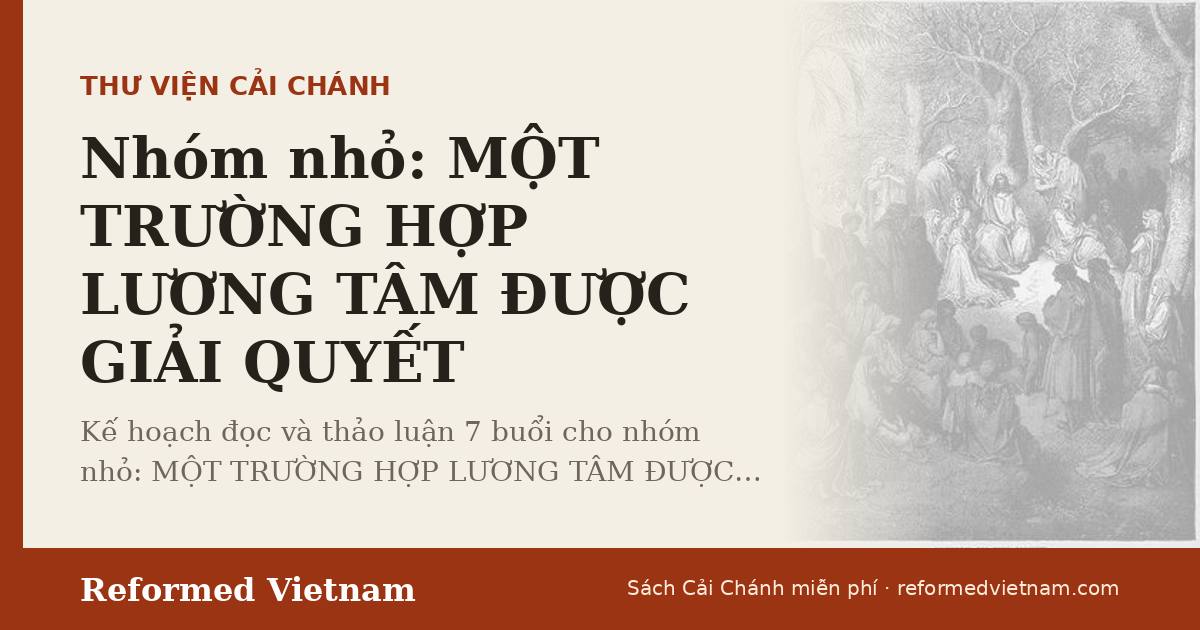 THƯ VIỆN CẢI CHÁNH
Nhóm nhỏ: MỘT
TRƯỜNG HỢP
LƯƠNG TÂM ĐƯỢC
GIẢI QUYẾT
Kế hoạch đọc và thảo luận 7 buổi cho nhóm
nhỏ: MỘT TRƯỜNG HỢP LƯƠNG TÂM ĐƯỢC...
Reformed Vietnam
Sách Cải Chánh miễn phí · reformedvietnam.com